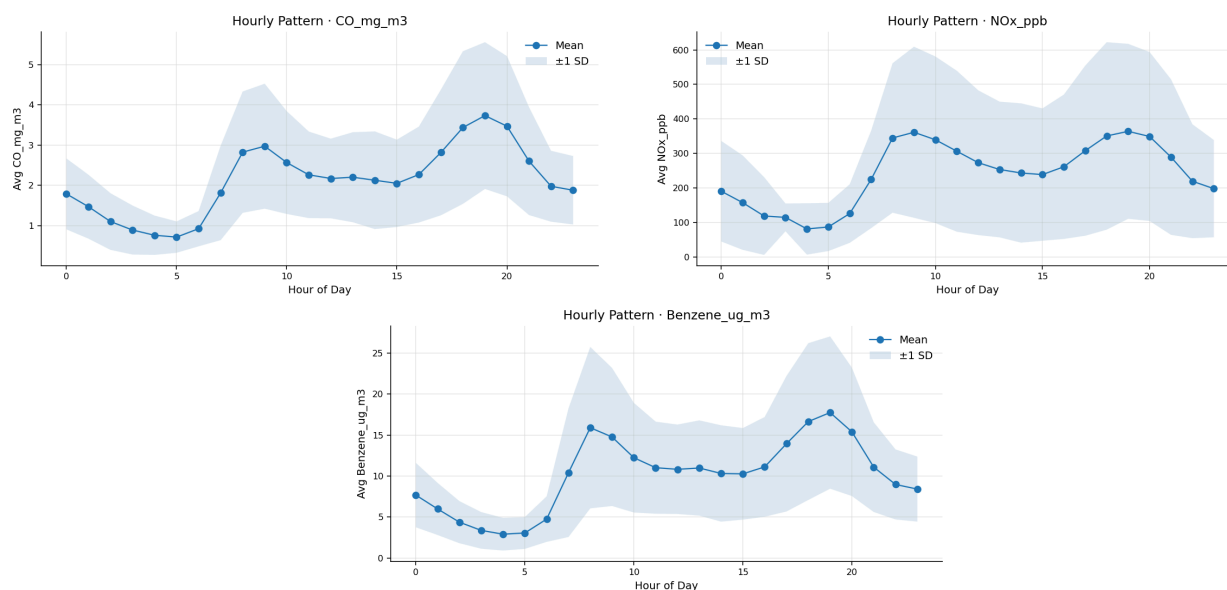 Hourly Pattern · CO_mg_m3
Mean
±1 SD
Avg CO_mg_m3
5
4
3
2
1
0 5 10 15 20
Hour of Day
Hourly Pattern · NOx_ppb
Mean
±1 SD
Avg NOx_ppb
600
500
400
300
200
100
0
0 5 10 15 20
Hour of Day
Hourly Pattern · Benzene_ug_m3
Mean
±1 SD
Avg Benzene_ug_m3
25
20
15
10
5
0
0 5 10 15 20
Hour of Day